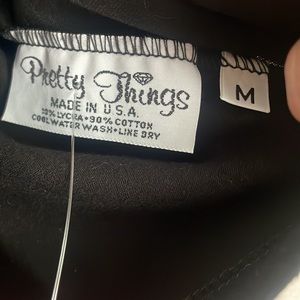 Pretty Things
MADE IN U.S.A.
10% LYCRA • 90% COTTON
COOL WATER WASH • LINE DRY
M